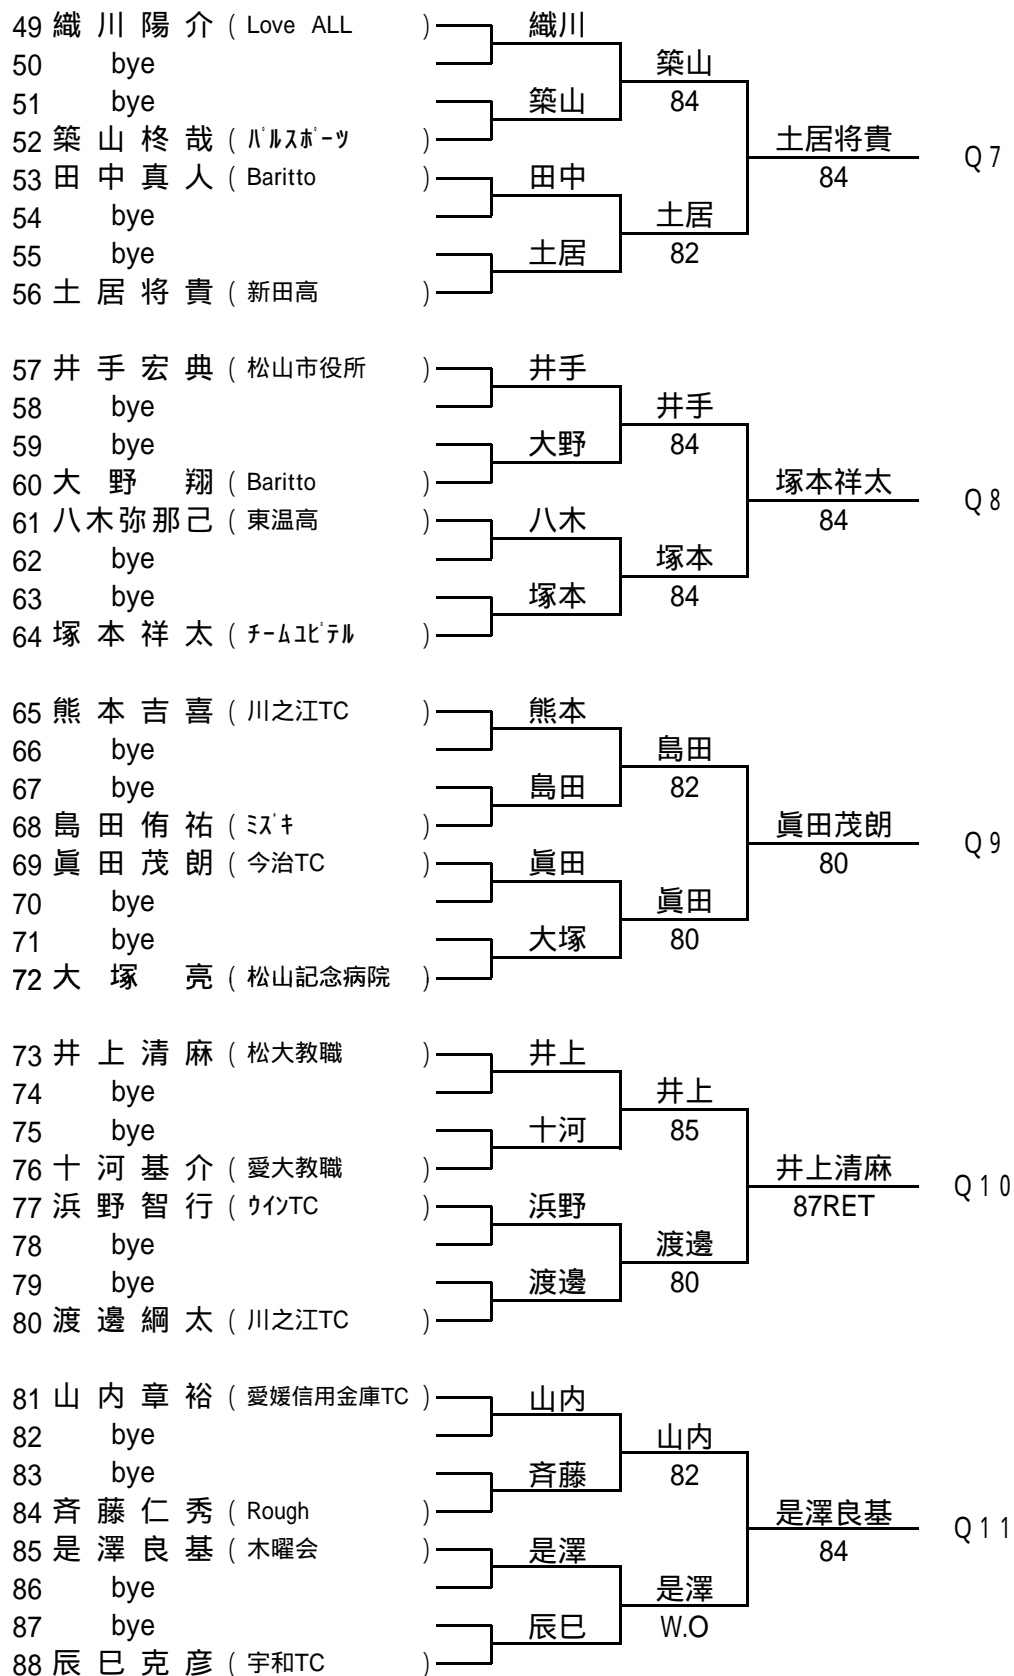 49 織川陽介 ( Love ALL ) 織川
50 bye 築山
51 bye 築山 84
52 築山柊哉 ( ﾊﾟﾙｽﾎﾟｰﾂ ) 土居将貴 Q7
53 田中真人 ( Baritto ) 田中 84
54 bye 土居
55 bye 土居 82
56 土居将貴 ( 新田高 )
57 井手宏典 ( 松山市役所 ) 井手
58 bye 井手
59 bye 大野 84
60 大野翔 ( Baritto ) 塚本祥太 Q8
61 八木弥那己 ( 東温高 ) 八木 84
62 bye 塚本
63 bye 塚本 84
64 塚本祥太 ( ﾁｰﾑﾕﾋﾟﾃﾙ )
65 熊本吉喜 ( 川之江TC ) 熊本
66 bye 島田
67 bye 島田 82
68 島田侑祐 ( ﾐｽﾞｷ ) 眞田茂朗 Q9
69 眞田茂朗 ( 今治TC ) 眞田 80
70 bye 眞田
71 bye 大塚 80
72 大塚亮 ( 松山記念病院 )
73 井上清麻 ( 松大教職 ) 井上
74 bye 井上
75 bye 十河 85
76 十河基介 ( 愛大教職 ) 井上清麻 Q10
77 浜野智行 ( ｳｲﾝTC ) 浜野 87RET
78 bye 渡邊
79 bye 渡邊 80
80 渡邊綱太 ( 川之江TC )
81 山内章裕 ( 愛媛信用金庫TC ) 山内
82 bye 山内
83 bye 斉藤 82
84 斉藤仁秀 ( Rough ) 是澤良基 Q11
85 是澤良基 ( 木曜会 ) 是澤 84
86 bye 是澤
87 bye 辰巳 W.O
88 辰巳克彦 ( 宇和TC )